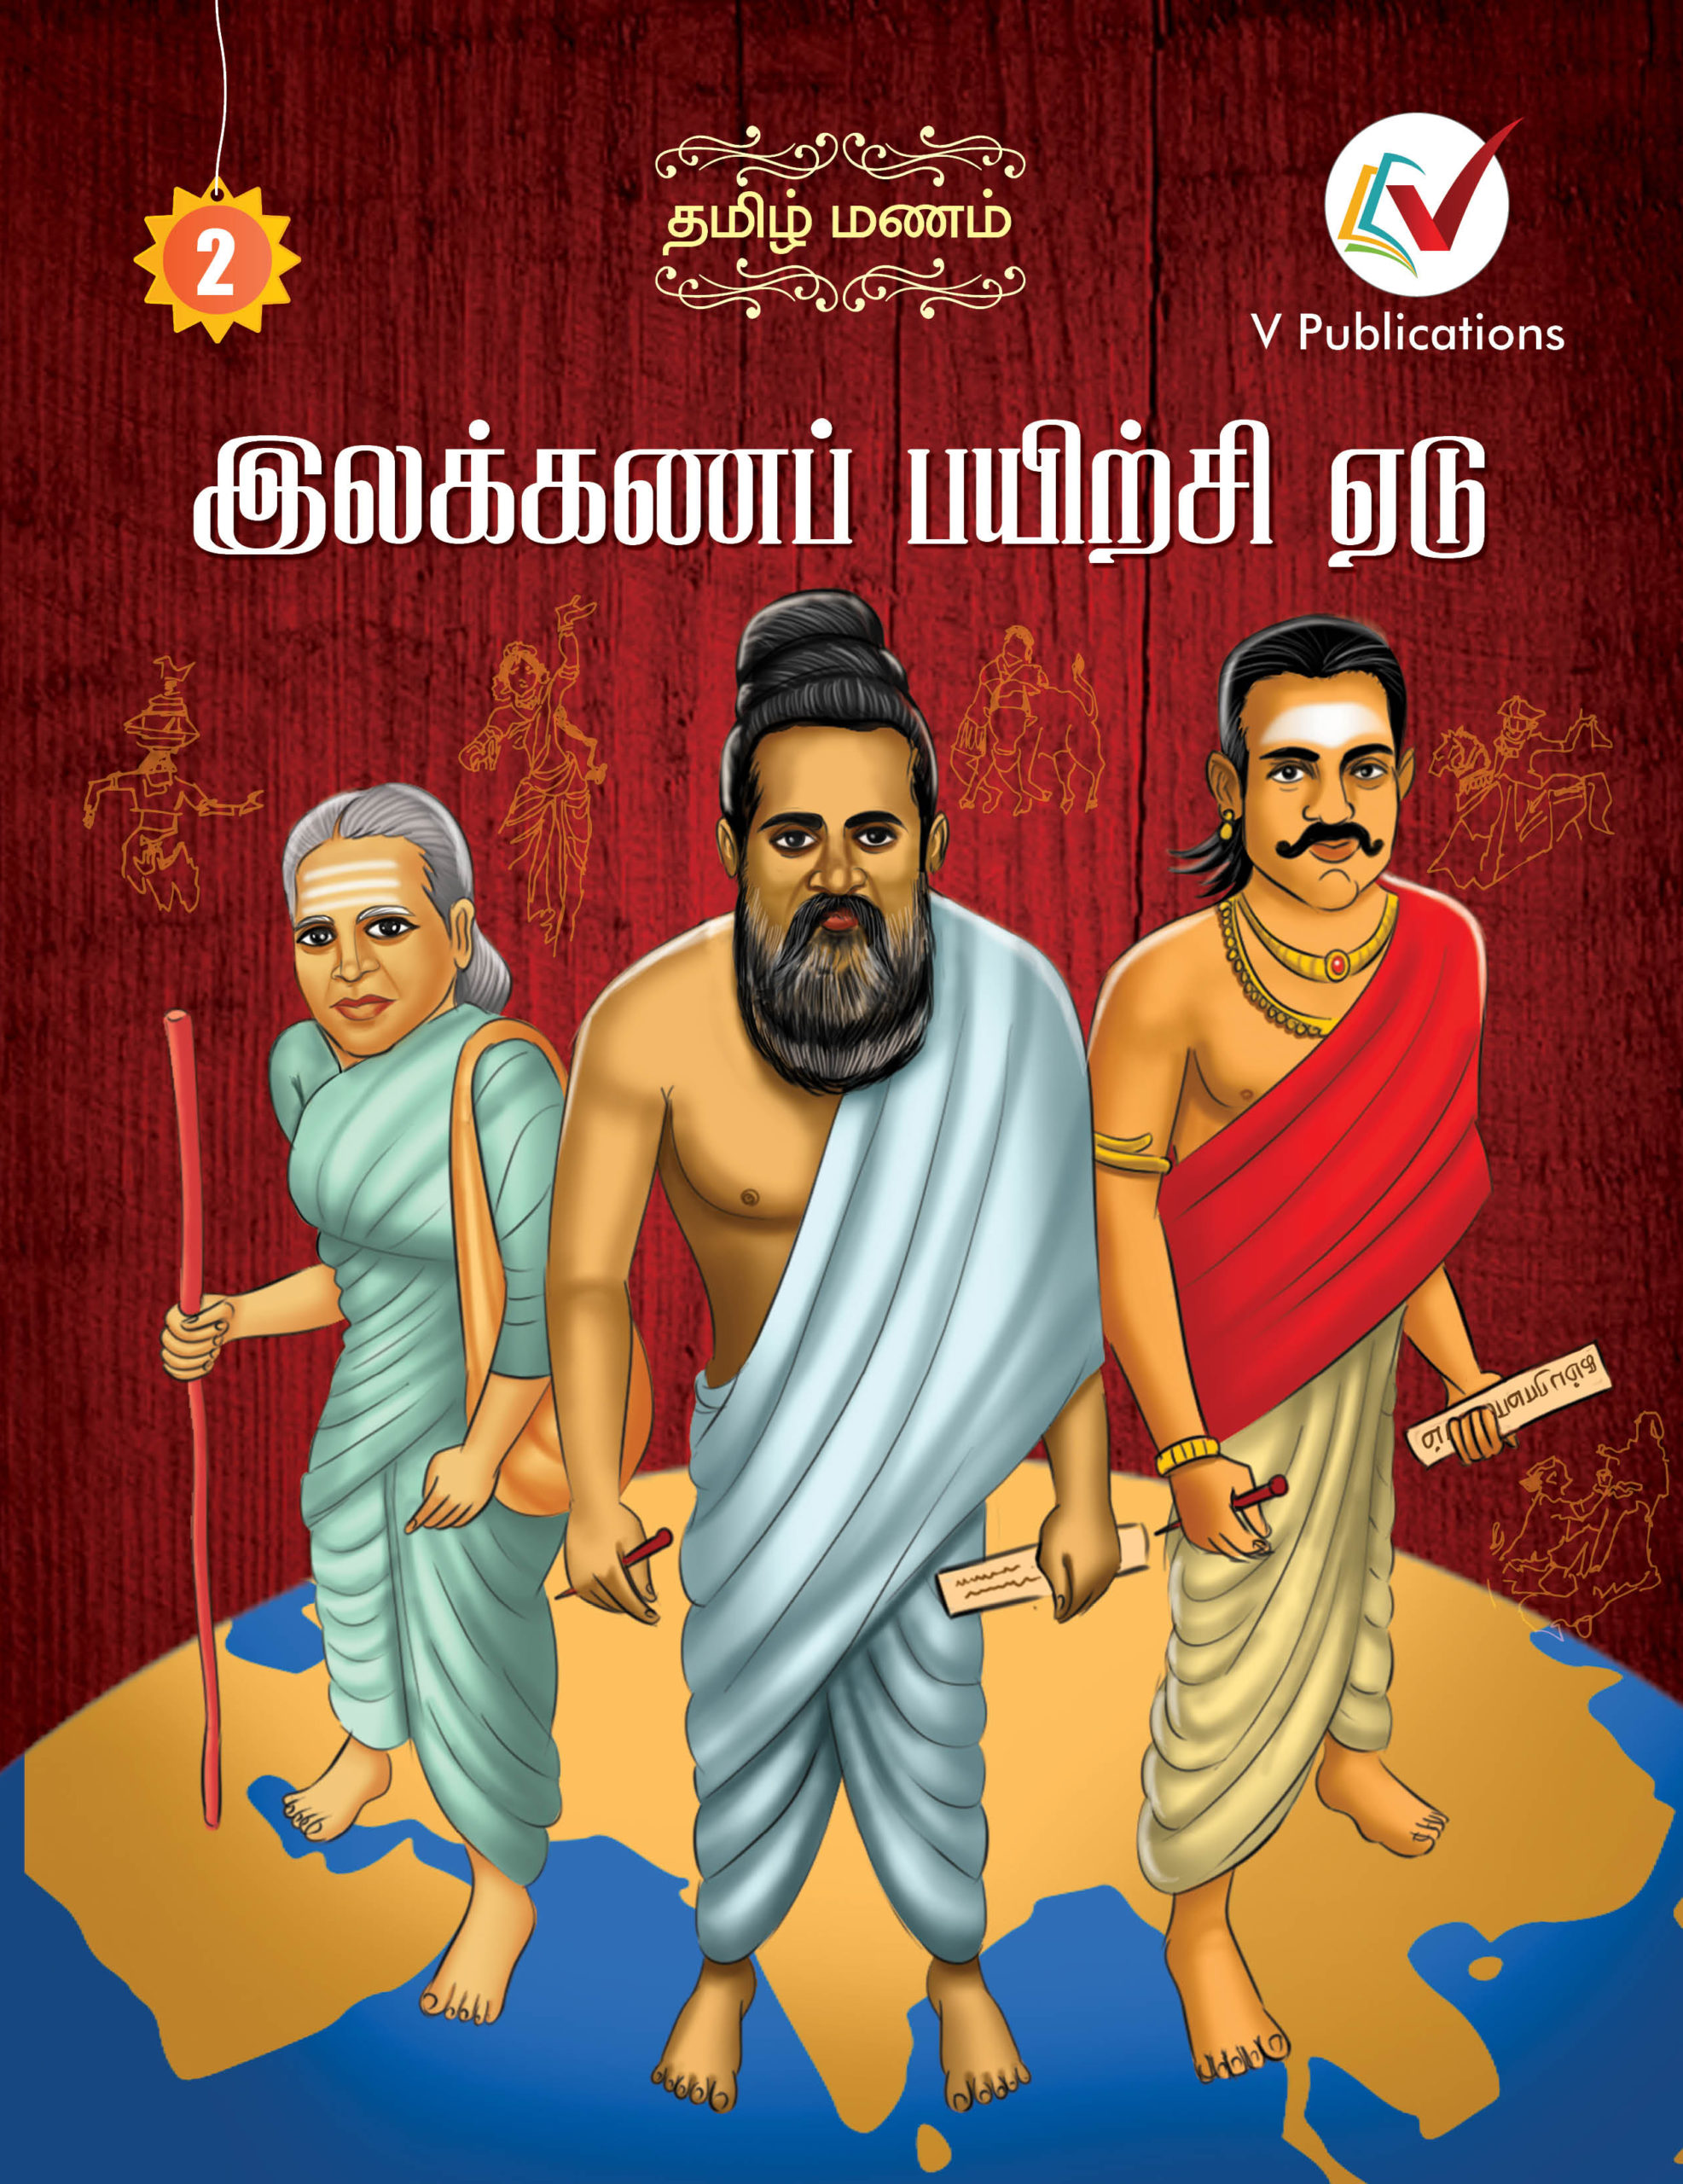 2
தமிழ் மணம்
V Publications
இலக்கணப் பயிற்சி ஏடு